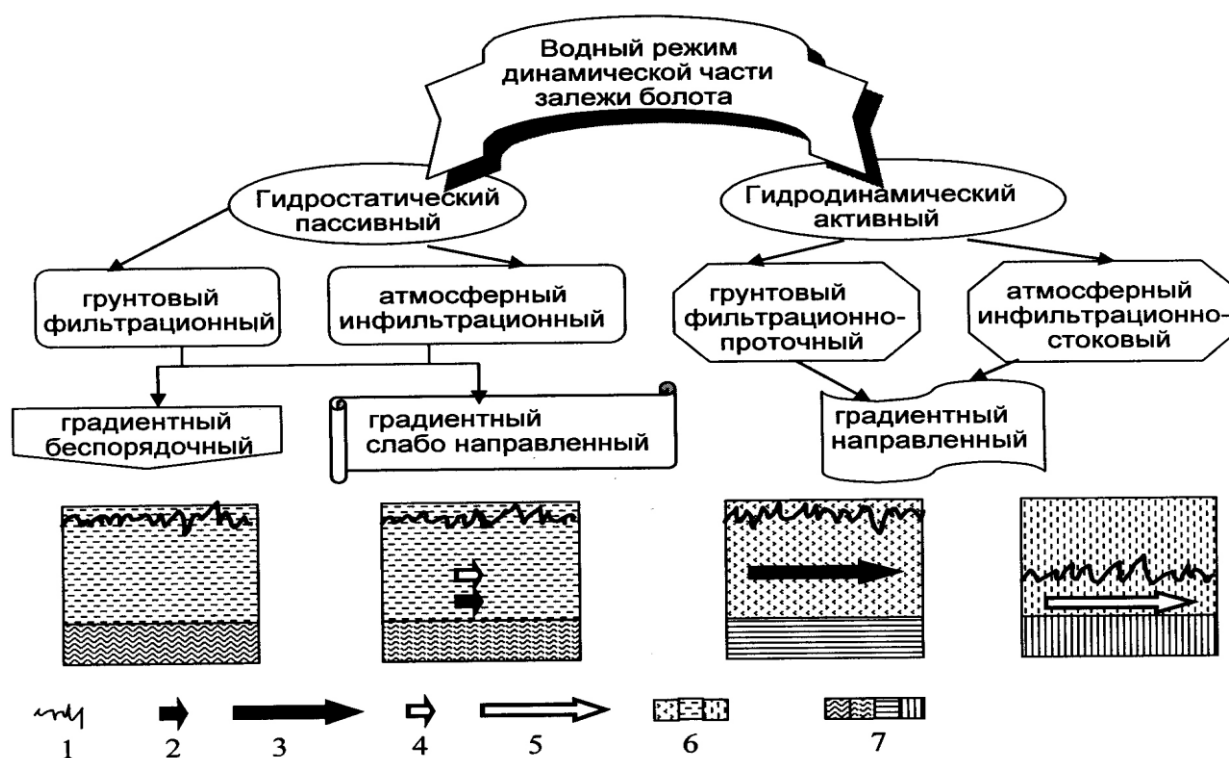 Водный режим
динамической части
залежи болота
Гидростатический
пассивный
Гидродинамический
активный
грунтовый
фильтрационный
атмосферный
инфильтрационный
грунтовый
фильтрационно-
проточный
атмосферный
инфильтрационно-
стоковый
градиентный
беспорядочный
градиентный
слабо направленный
градиентный
направленный
1 2 3 4 5 6 7